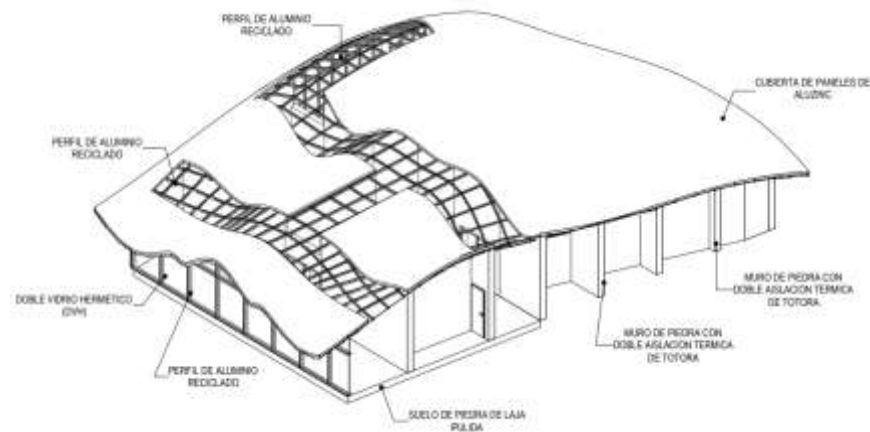 PERFIL DE ALUMINIO
RECICLADO
CUBIERTA DE PANELES DE
ALUZINC
PERFIL DE ALUMINIO
RECICLADO
DOBLE VIDRIO HERMETICO
(DVH)
MURO DE PIEDRA CON
DOBLE AISLACION TERMICA
DE TOTORA
MURO DE PIEDRA CON
DOBLE AISLACION TERMICA
DE TOTORA
PERFIL DE ALUMINIO
RECICLADO
SUELO DE PIEDRA DE LAJA
PULIDA